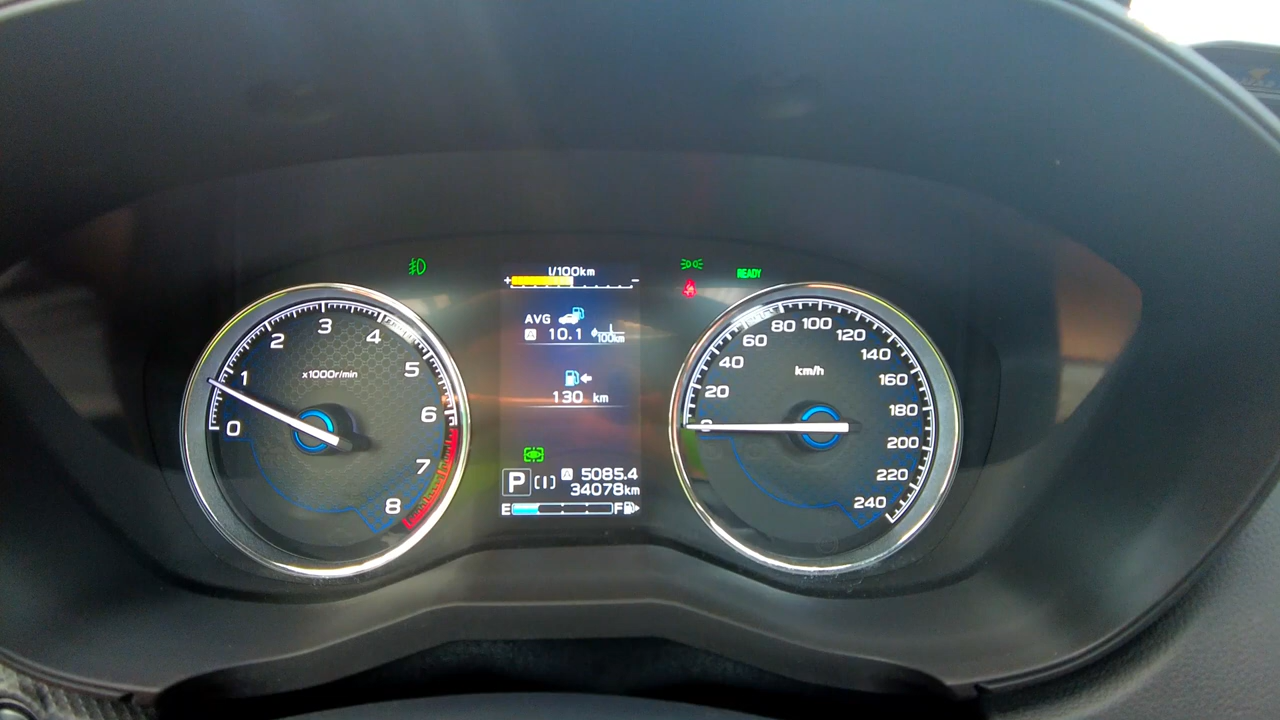 READY
0
1
2
3
4
5
6
7
8
x1000r/min
l/100km
+ −
AVG
A 10.1 l/100km
130 km
P A 5085.4
34078km
E F
0
20
40
60
80
100
120
140
160
180
200
220
240
km/h